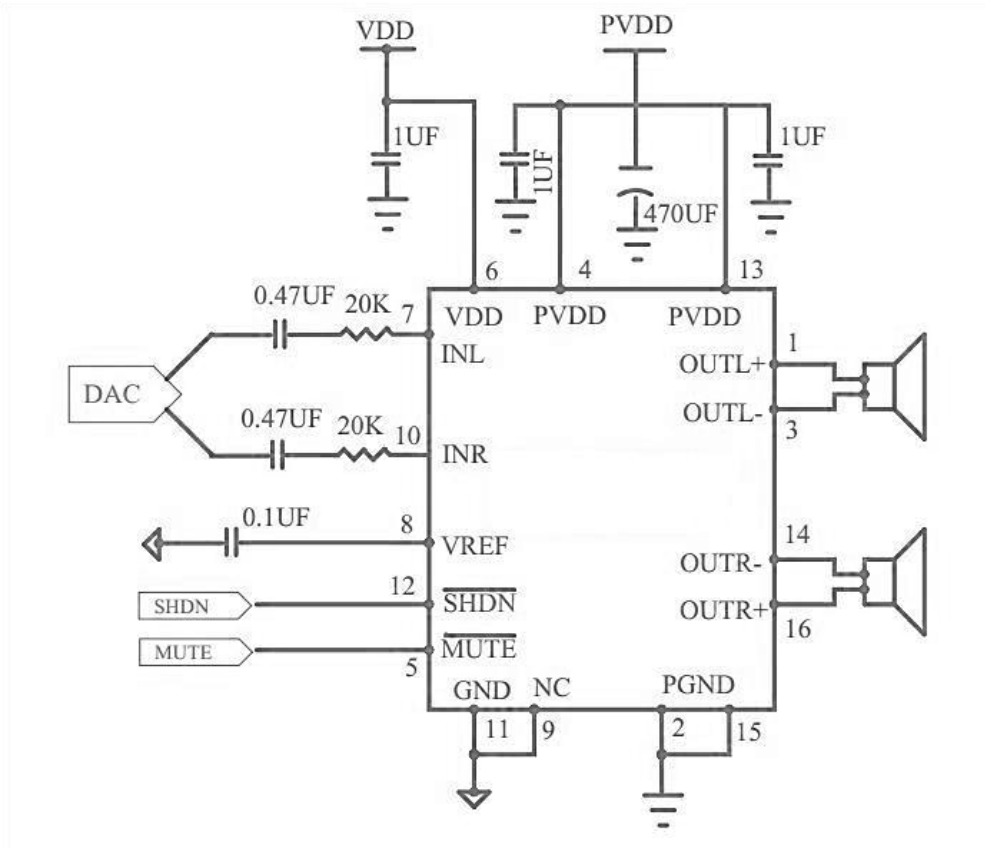 VDD
PVDD
1UF
1UF
470UF
1UF
6
4
13
0.47UF
20K
7
VDD
PVDD
PVDD
INL
1
OUTL+
DAC
OUTL-
3
0.47UF
20K
10
INR
0.1UF
8
VREF
14
OUTR-
12
SHDN
SHDN
OUTR+
16
MUTE
MUTE
5
GND
NC
PGND
11
9
2
15